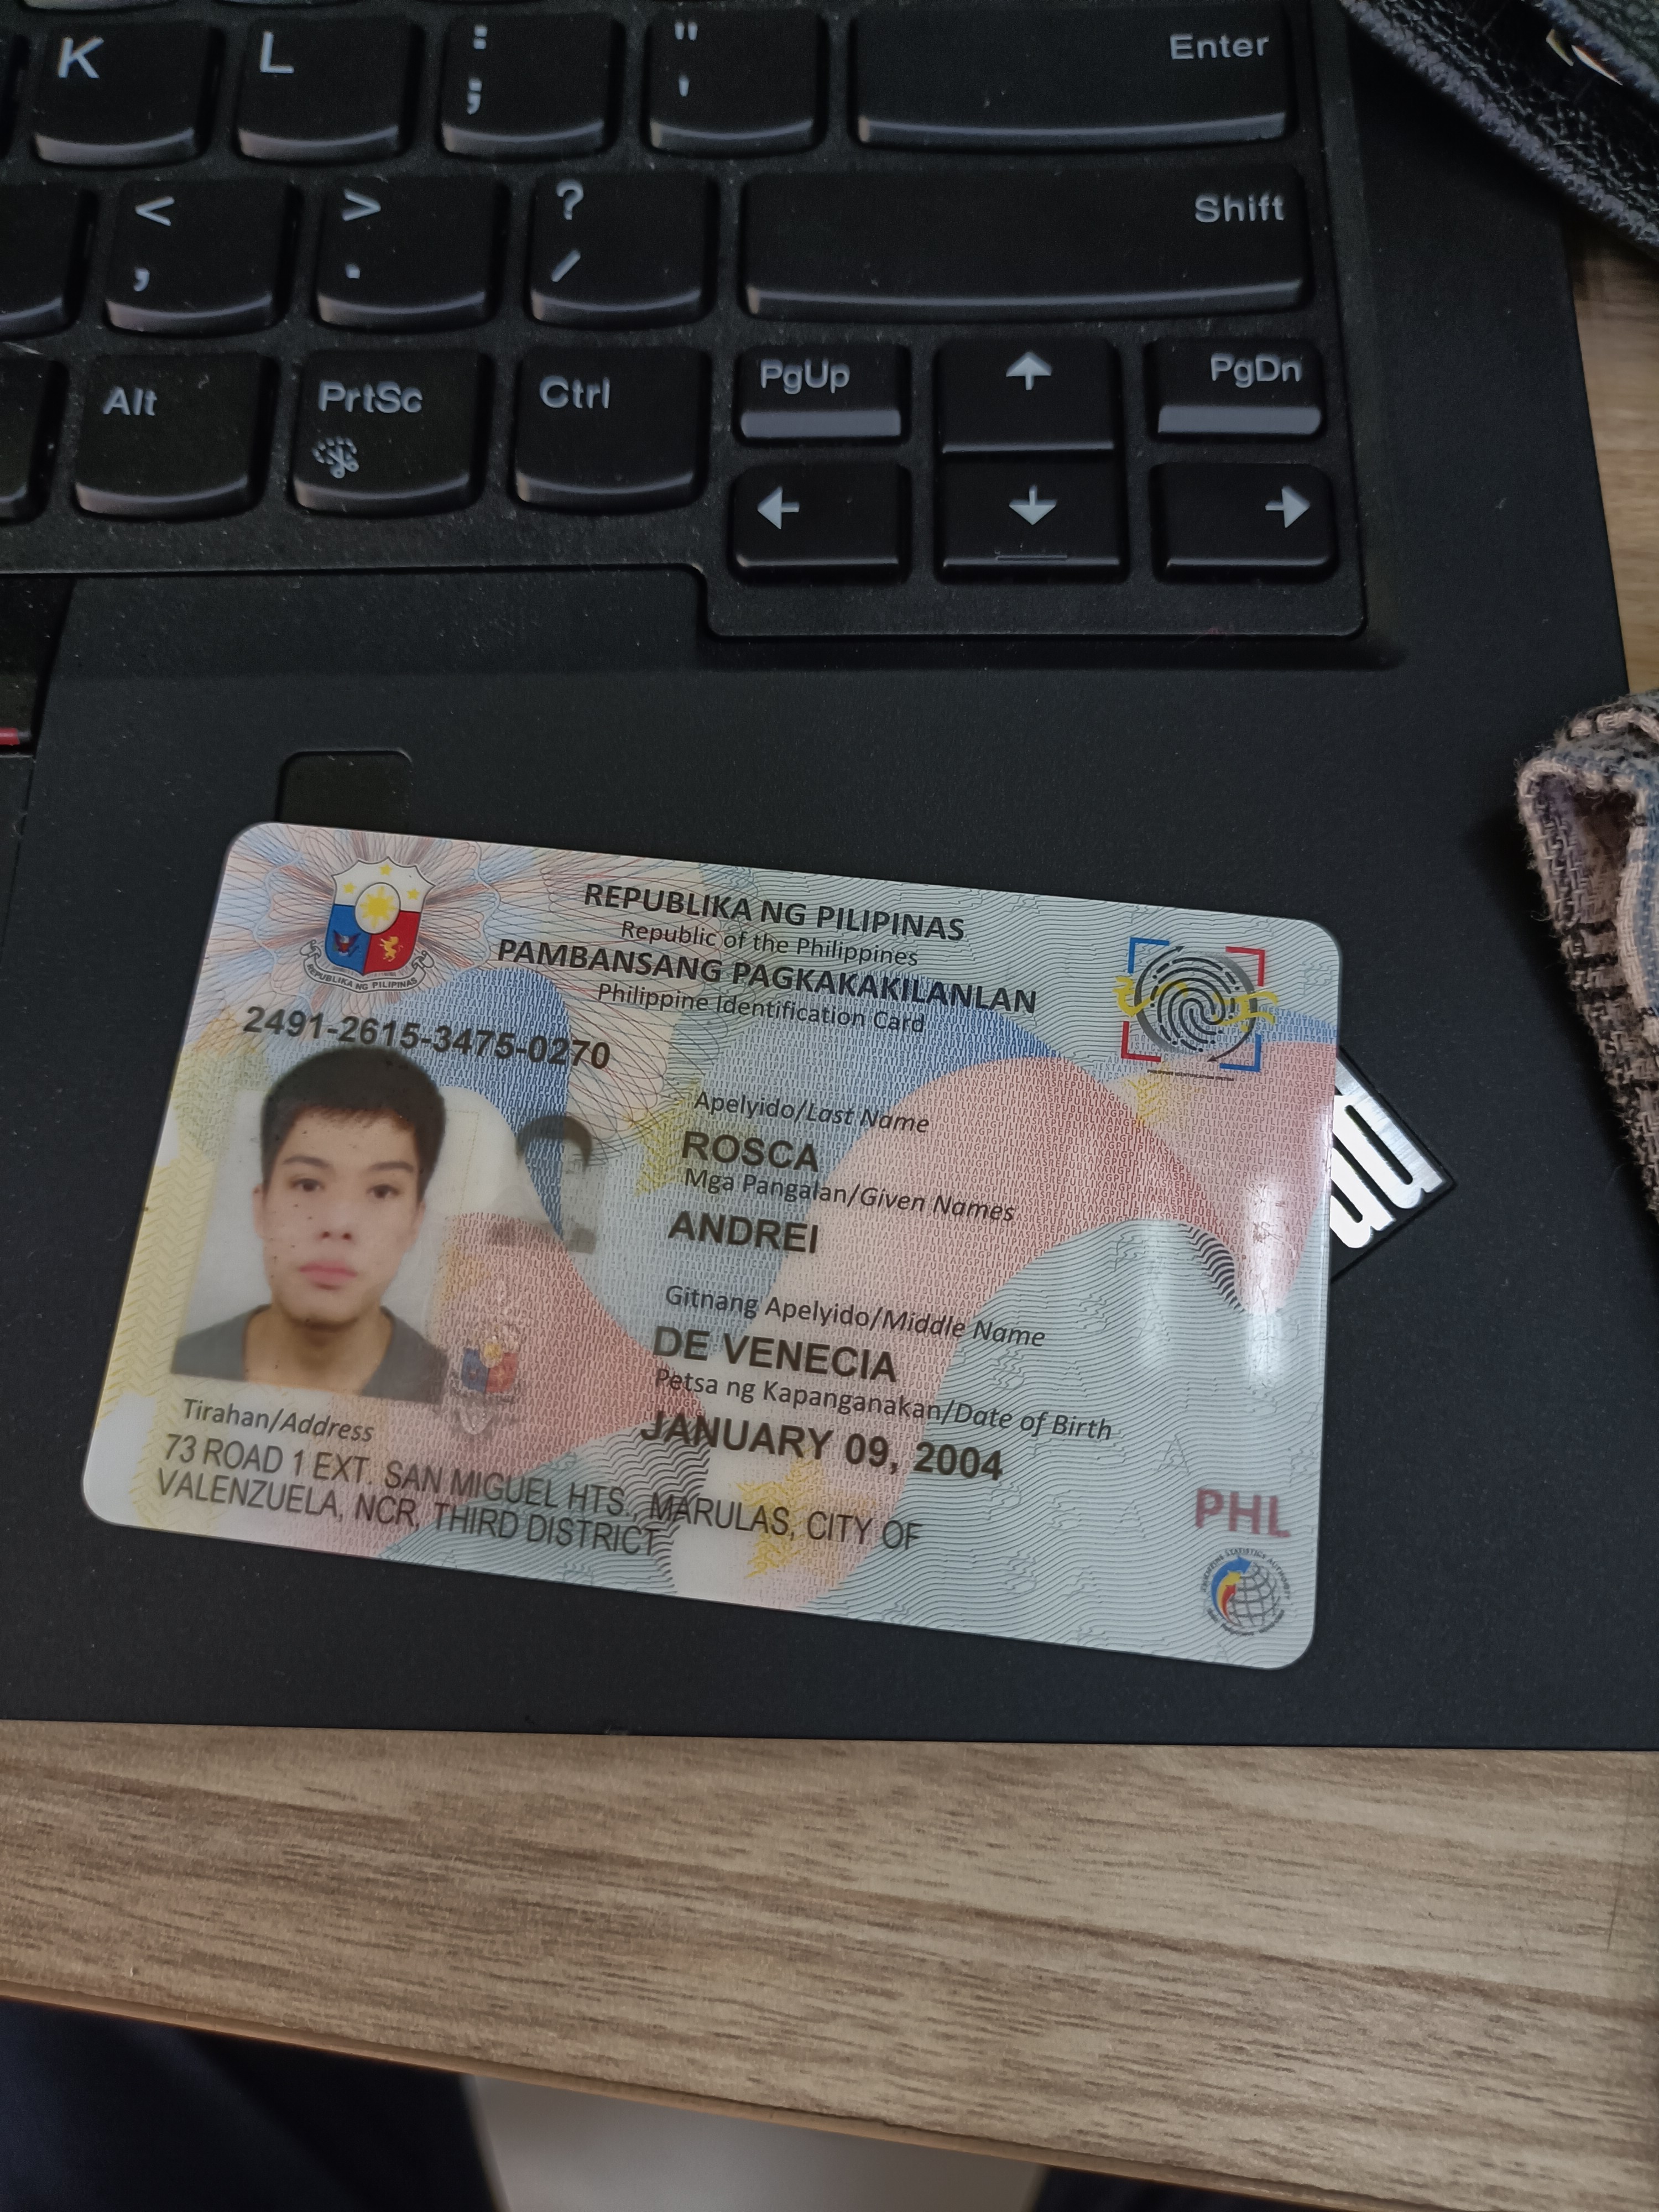 K
L
:
;
"
'
Enter
<
,
>
.
?
/
Shift
Alt
PrtSc
Ctrl
PgUp
PgDn
REPUBLIKA NG PILIPINAS
Republic of the Philippines
PAMBANSANG PAGKAKAKILANLAN
Philippine Identification Card
REPUBLIKA NG PILIPINAS
2491-2615-3475-0270
Apelyido/Last Name
ROSCA
Mga Pangalan/Given Names
ANDREI
Gitnang Apelyido/Middle Name
DE VENECIA
Petsa ng Kapanganakan/Date of Birth
JANUARY 09, 2004
Tirahan/Address
73 ROAD 1 EXT. SAN MIGUEL HTS. MARULAS, CITY OF
VALENZUELA, NCR, THIRD DISTRICT
PHL